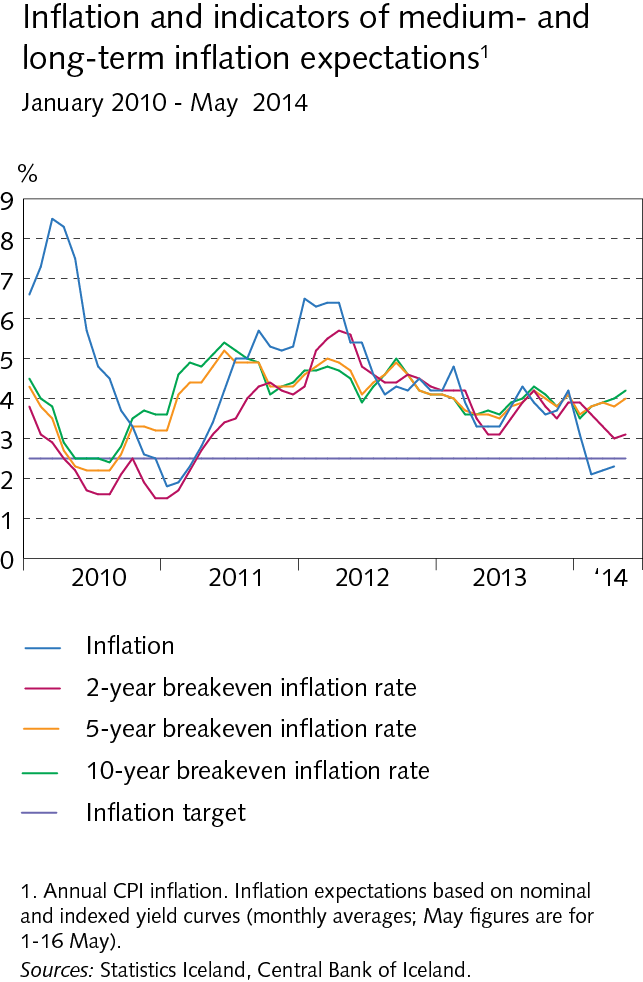 Inflation and indicators of medium- and
long-term inflation expectations¹
January 2010 - May 2014
%
9
8
7
6
5
4
3
2
1
0
2010 2011 2012 2013 ‘14
Inflation
2-year breakeven inflation rate
5-year breakeven inflation rate
10-year breakeven inflation rate
Inflation target
1. Annual CPI inflation. Inflation expectations based on nominal
and indexed yield curves (monthly averages; May figures are for
1-16 May).
Sources: Statistics Iceland, Central Bank of Iceland.